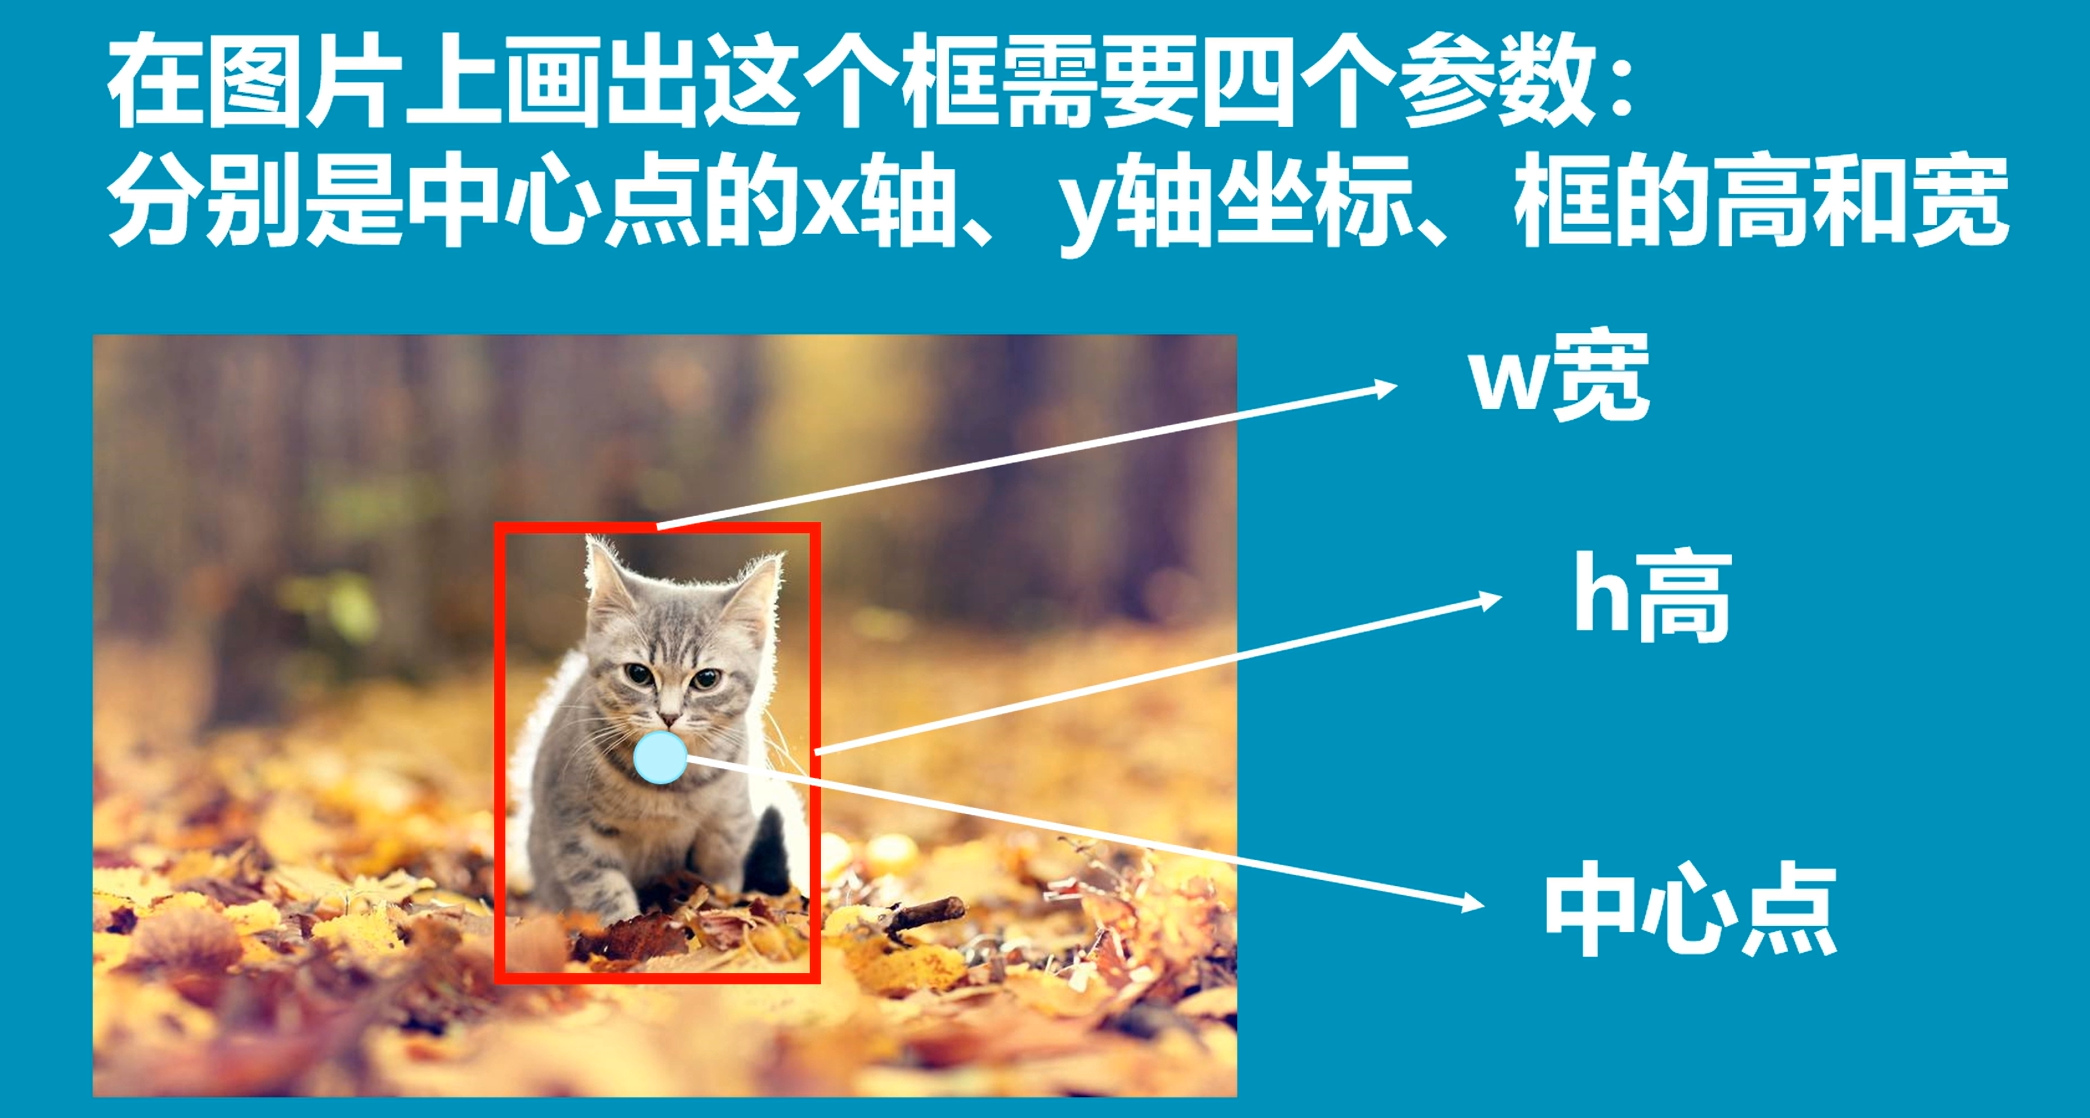 在图片上画出这个框需要四个参数：
分别是中心点的x轴、y轴坐标、框的高和宽
w宽
h高
中心点